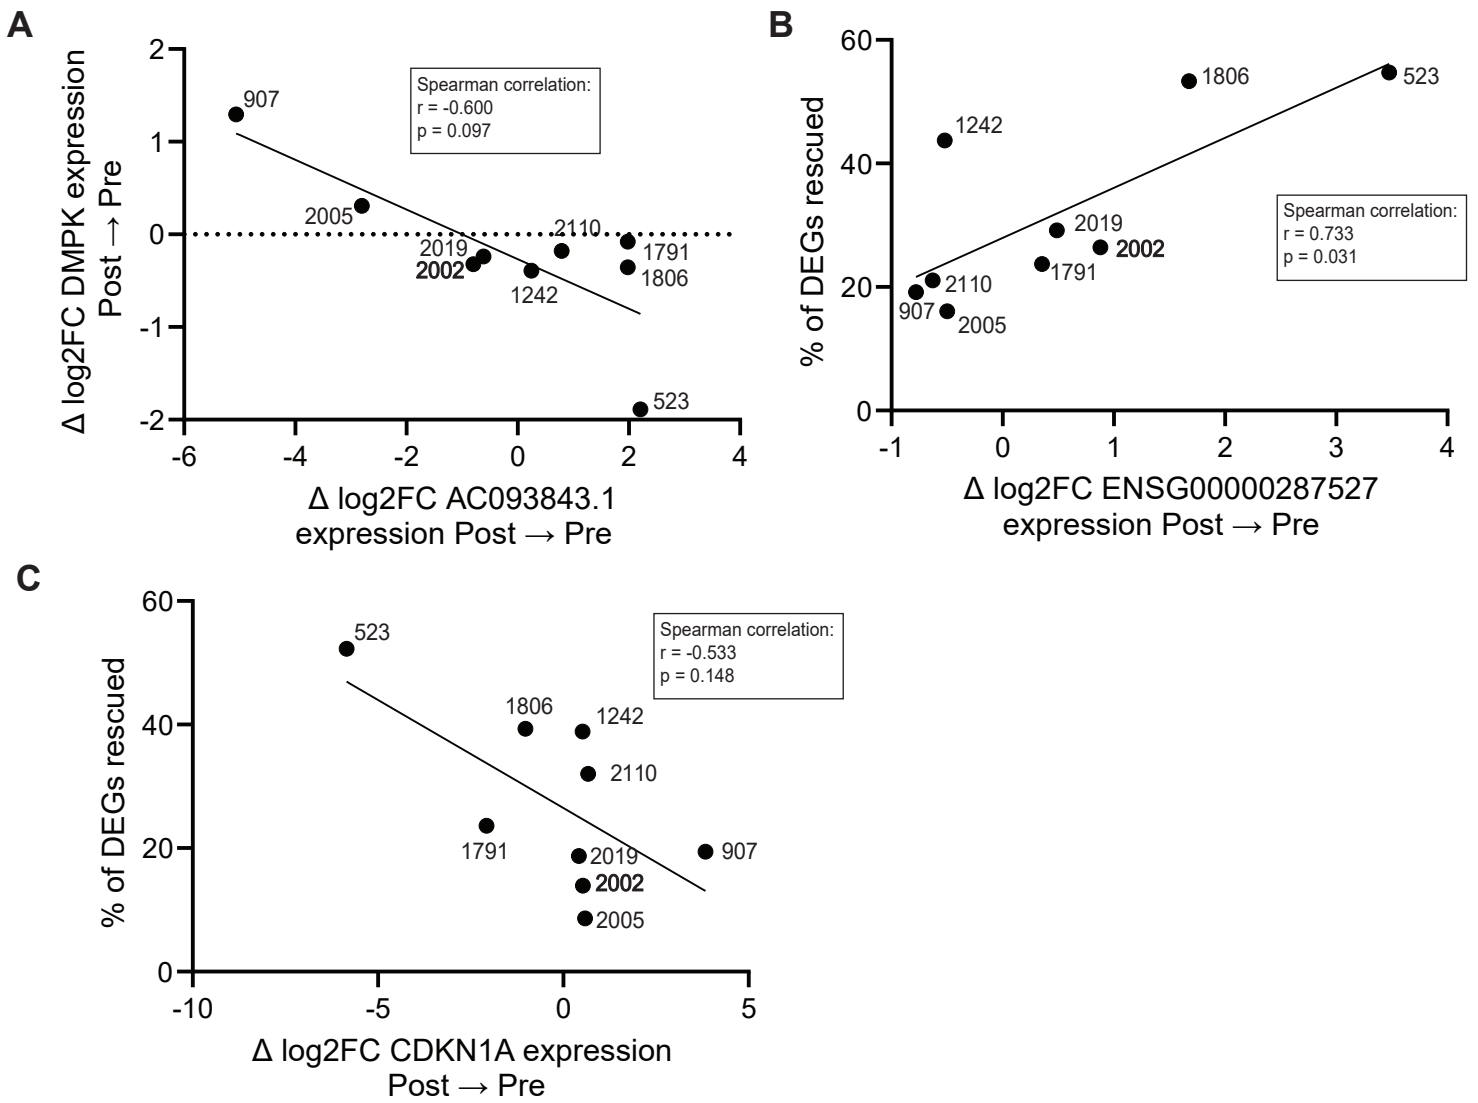 A
Δ log2FC DMPK expression
Post → Pre
2
1
0
-1
-2
-6
-4
-2
0
2
4
Spearman correlation:
r = -0.600
p = 0.097
907
2005
2019
2002
1242
2110
1791
1806
523
Δ log2FC AC093843.1
expression Post → Pre
B
% of DEGs rescued
60
40
20
0
-1
0
1
2
3
4
1806
523
1242
2019
2002
1791
2110
907
2005
Spearman correlation:
r = 0.733
p = 0.031
Δ log2FC ENSG00000287527
expression Post → Pre
C
% of DEGs rescued
60
40
20
0
-10
-5
0
5
Spearman correlation:
r = -0.533
p = 0.148
523
1806
1242
2110
1791
2019
907
2002
2005
Δ log2FC CDKN1A expression
Post → Pre